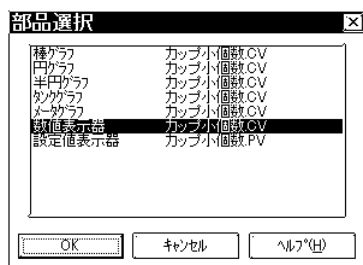 部品選択
棒グラフ カップ小個数.CV
円グラフ カップ小個数.CV
半円グラフ カップ小個数.CV
タンクグラフ カップ小個数.CV
メータグラフ カップ小個数.CV
数値表示器 カップ小個数.CV
設定値表示器 カップ小個数.PV
OK キャンセル ヘルプ(H)